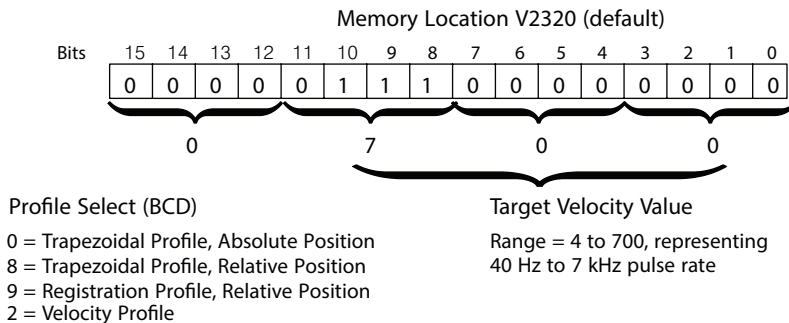 Memory Location V2320 (default)
Bits 15 14 13 12 11 10 9 8 7 6 5 4 3 2 1 0
0 0 0 0 0 1 1 1 0 0 0 0 0 0 0 0
0 7 0 0
Profile Select (BCD)
0 = Trapezoidal Profile, Absolute Position
8 = Trapezoidal Profile, Relative Position
9 = Registration Profile, Relative Position
2 = Velocity Profile
Target Velocity Value
Range = 4 to 700, representing
40 Hz to 7 kHz pulse rate